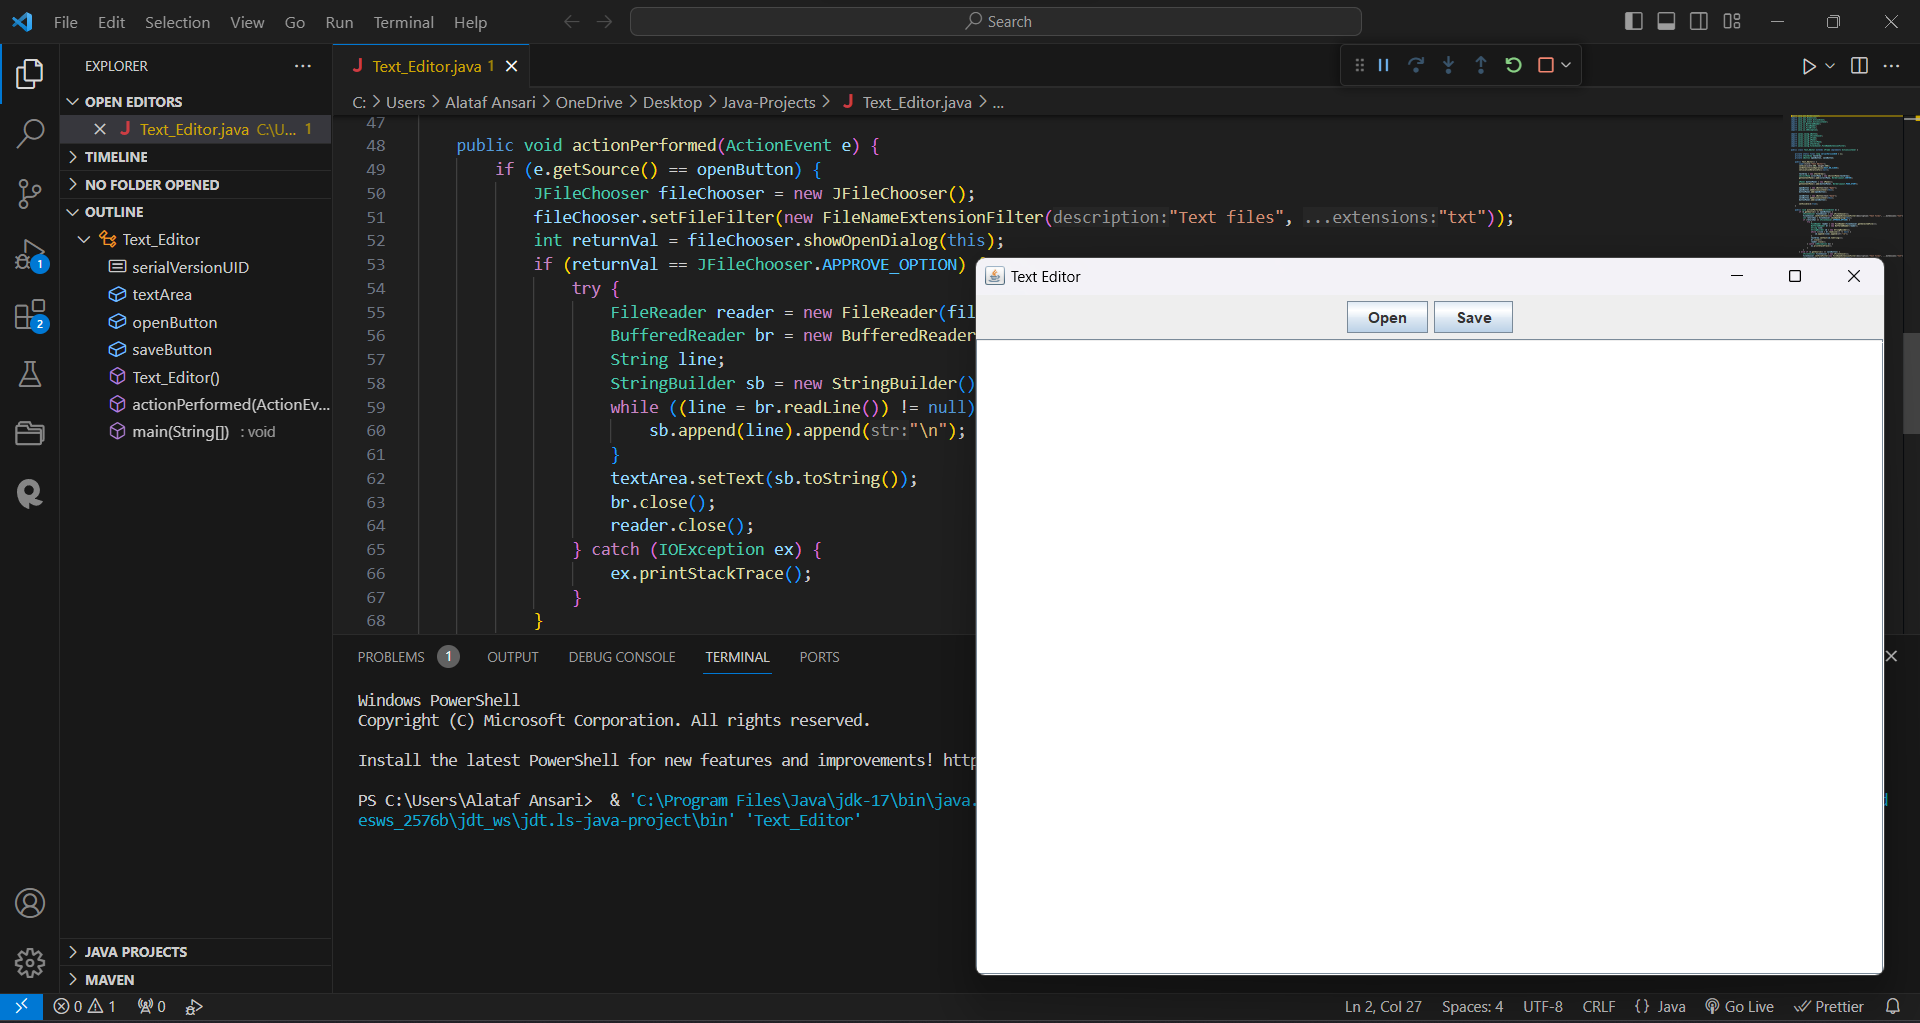 File Edit Selection View Go Run Terminal Help
Search
EXPLORER
OPEN EDITORS
Text_Editor.java C:\U... 1
TIMELINE
NO FOLDER OPENED
OUTLINE
Text_Editor
serialVersionUID
textArea
openButton
saveButton
Text_Editor()
actionPerformed(ActionEv...
main(String[]) : void
JAVA PROJECTS
MAVEN
1
2
Text_Editor.java 1
C: > Users > Alataf Ansari > OneDrive > Desktop > Java-Projects > Text_Editor.java > ...
47
48 public void actionPerformed(ActionEvent e) {
49 if (e.getSource() == openButton) {
50 JFileChooser fileChooser = new JFileChooser();
51 fileChooser.setFileFilter(new FileNameExtensionFilter(description:"Text files", ...extensions:"txt"));
52 int returnVal = fileChooser.showOpenDialog(this);
53 if (returnVal == JFileChooser.APPROVE_OPTION)
54 try {
55 FileReader reader = new FileReader(fil
56 BufferedReader br = new BufferedReader
57 String line;
58 StringBuilder sb = new StringBuilder()
59 while ((line = br.readLine()) != null)
60 sb.append(line).append(str:"\n");
61 }
62 textArea.setText(sb.toString());
63 br.close();
64 reader.close();
65 } catch (IOException ex) {
66 ex.printStackTrace();
67 }
68 }
Text Editor
Open Save
PROBLEMS 1 OUTPUT DEBUG CONSOLE TERMINAL PORTS
Windows PowerShell
Copyright (C) Microsoft Corporation. All rights reserved.
Install the latest PowerShell for new features and improvements! http
PS C:\Users\Alataf Ansari> & 'C:\Program Files\Java\jdk-17\bin\java.
esws_2576b\jdt_ws\jdt.ls-java-project\bin' 'Text_Editor'
0 1 0
Ln 2, Col 27 Spaces: 4 UTF-8 CRLF {} Java Go Live Prettier